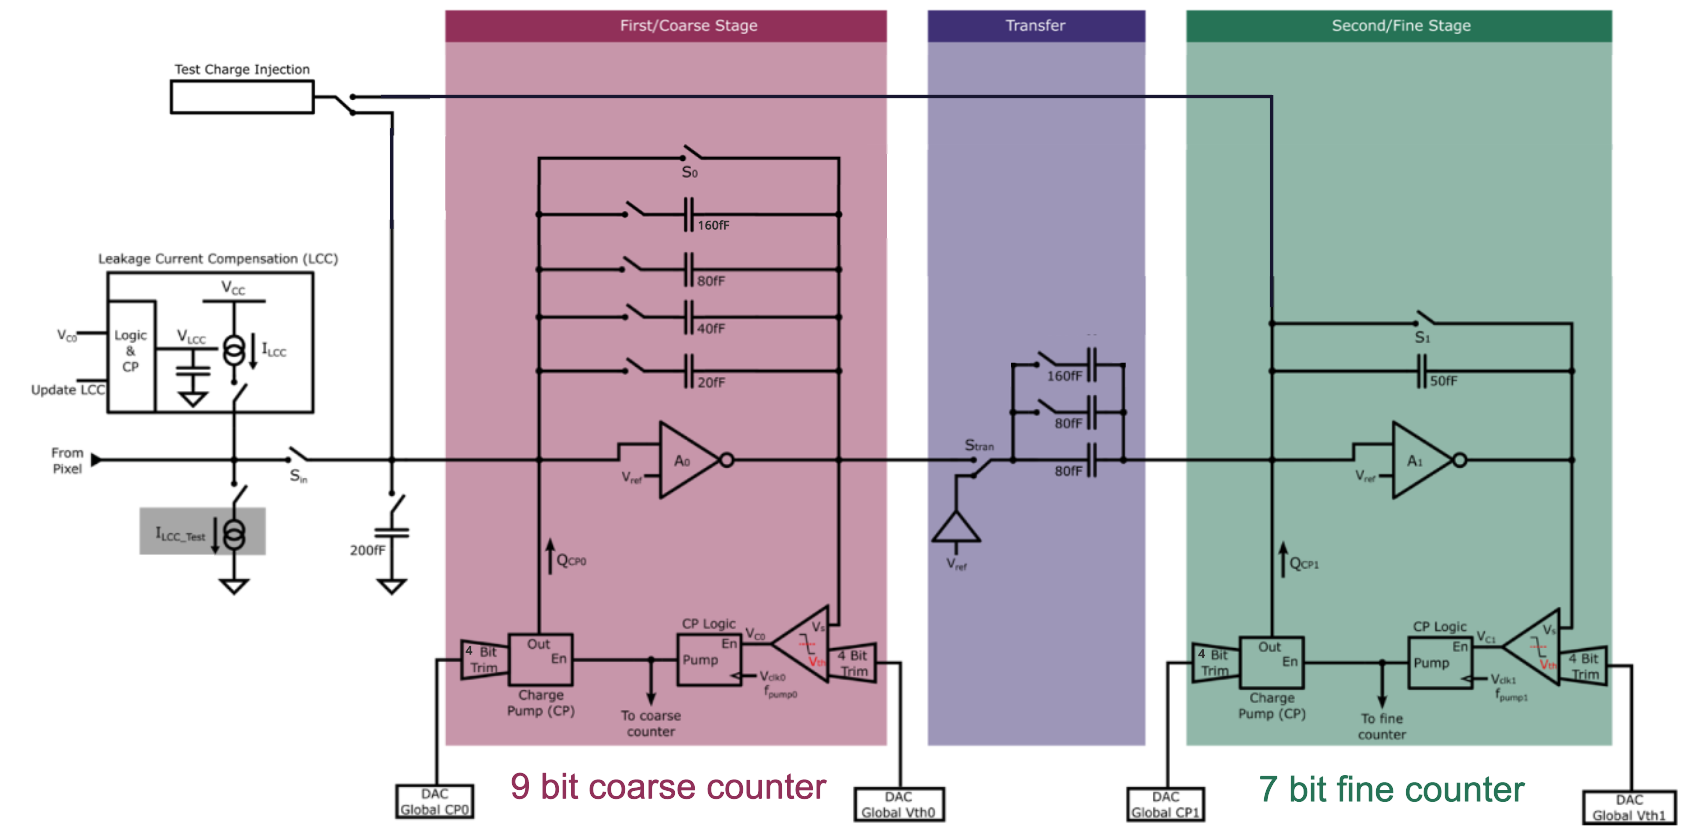 First/Coarse Stage
Transfer
Second/Fine Stage
Test Charge Injection
S0
160fF
80fF
40fF
20fF
Leakage Current Compensation (LCC)
VCC
VC0
Logic
&
CP
VLCC
ILCC
Update LCC
From
Pixel
Sin
ILCC_Test
200fF
A0
Vref
QCP0
Stran
160fF
80fF
80fF
Vref
S1
50fF
A1
Vref
QCP1
4 Bit
Trim
Out
En
Charge
Pump (CP)
To coarse
counter
CP Logic
En
Pump
VC0
Vclk0
fpump0
Vs
Vth
4 Bit
Trim
4 Bit
Trim
Out
En
Charge
Pump (CP)
To fine
counter
CP Logic
En
Pump
VC1
Vclk1
fpump1
Vs
Vth
4 Bit
Trim
DAC
Global CP0
9 bit coarse counter
DAC
Global Vth0
DAC
Global CP1
7 bit fine counter
DAC
Global Vth1